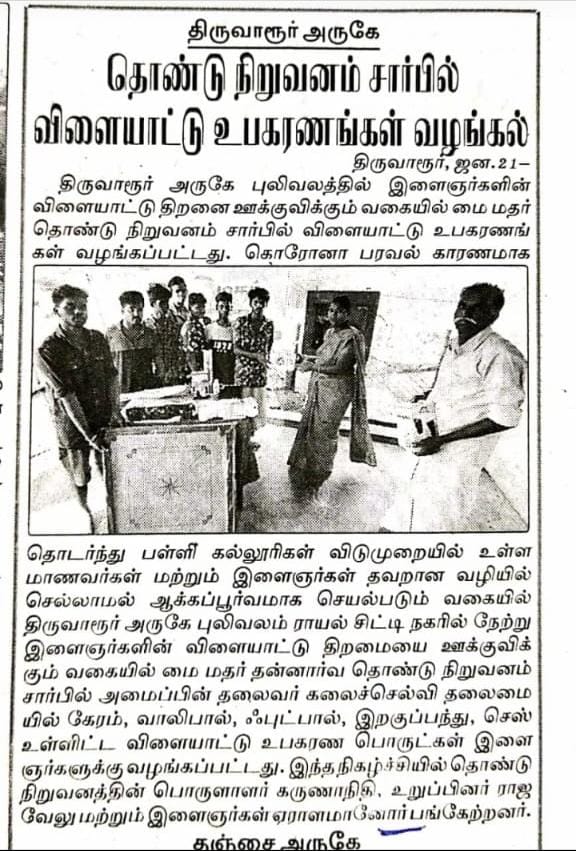 திருவாரூர் அருகே
தொண்டு நிறுவனம் சார்பில்
விளையாட்டு உபகரணங்கள் வழங்கல்
திருவாரூர், ஜன.21–
திருவாரூர் அருகே புலிவலத்தில் இளைஞர்களின்
விளையாட்டு திறனை ஊக்குவிக்கும் வகையில் மை மதர்
தொண்டு நிறுவனம் சார்பில் விளையாட்டு உபகரணங்
கள் வழங்கப்பட்டது. கொரோனா பரவல் காரணமாக
தொடர்ந்து பள்ளி கல்லூரிகள் விடுமுறையில் உள்ள
மாணவர்கள் மற்றும் இளைஞர்கள் தவறான வழியில்
செல்லாமல் ஆக்கப்பூர்வமாக செயல்படும் வகையில்
திருவாரூர் அருகே புலிவலம் ராயல் சிட்டி நகரில் நேற்று
இளைஞர்களின் விளையாட்டு திறமையை ஊக்குவிக்
கும் வகையில் மை மதர் தன்னார்வ தொண்டு நிறுவனம்
சார்பில் அமைப்பின் தலைவர் கலைச்செல்வி தலைமை
யில் கேரம், வாலிபால், ஃபுட்பால், இறகுப்பந்து, செஸ்
உள்ளிட்ட விளையாட்டு உபகரண பொருட்கள் இளை
ஞர்களுக்கு வழங்கப்பட்டது. இந்த நிகழ்ச்சியில் தொண்டு
நிறுவனத்தின் பொருளாளர் கருணாநிதி, உறுப்பினர் ராஜ
வேலு மற்றும் இளைஞர்கள் ஏராளமானோர் பங்கேற்றனர்.
தஞ்சை அருகே